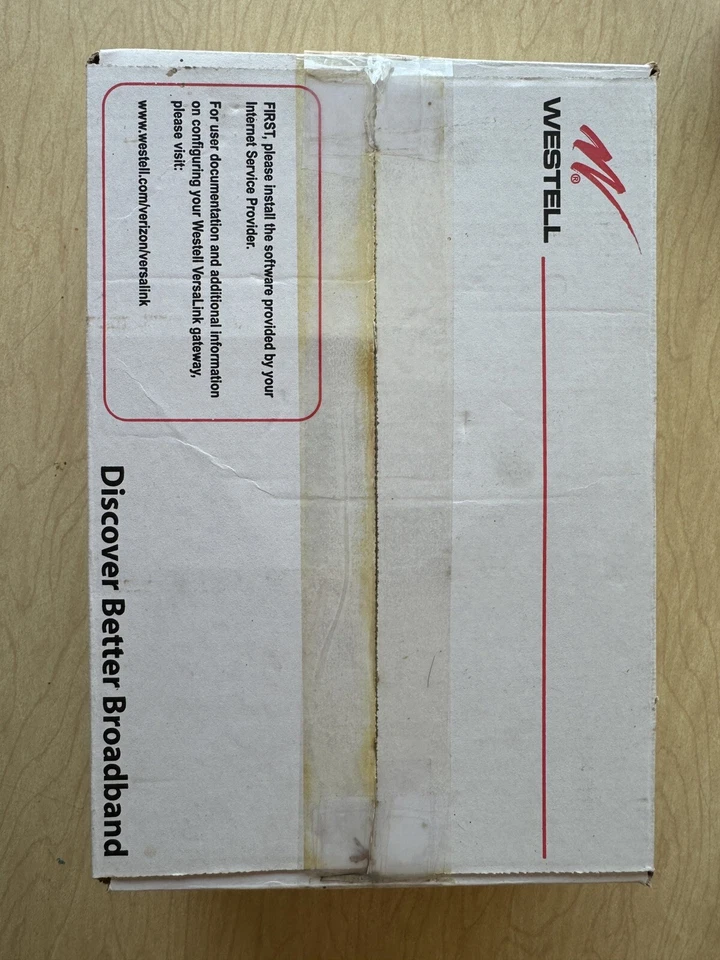 WESTELL®
FIRST, please install the software provided by your
Internet Service Provider.
For user documentation and additional information
on configuring your Westell VersaLink gateway,
please visit:
www.westell.com/verizon/versalink
Discover Better Broadband